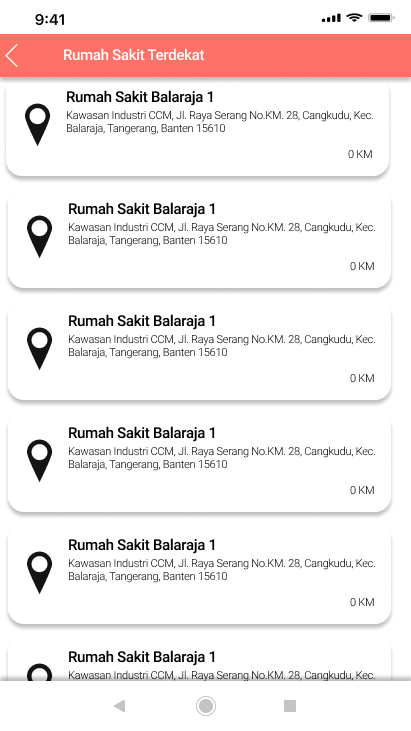 9:41
Rumah Sakit Terdekat
Rumah Sakit Balaraja 1
Kawasan Industri CCM, Jl. Raya Serang No.KM. 28, Cangkudu, Kec.
Balaraja, Tangerang, Banten 15610
0 KM
Rumah Sakit Balaraja 1
Kawasan Industri CCM, Jl. Raya Serang No.KM. 28, Cangkudu, Kec.
Balaraja, Tangerang, Banten 15610
0 KM
Rumah Sakit Balaraja 1
Kawasan Industri CCM, Jl. Raya Serang No.KM. 28, Cangkudu, Kec.
Balaraja, Tangerang, Banten 15610
0 KM
Rumah Sakit Balaraja 1
Kawasan Industri CCM, Jl. Raya Serang No.KM. 28, Cangkudu, Kec.
Balaraja, Tangerang, Banten 15610
0 KM
Rumah Sakit Balaraja 1
Kawasan Industri CCM, Jl. Raya Serang No.KM. 28, Cangkudu, Kec.
Balaraja, Tangerang, Banten 15610
0 KM
Rumah Sakit Balaraja 1
Kawasan Industri CCM, Jl. Raya Serang No.KM. 28, Cangkudu, Kec.